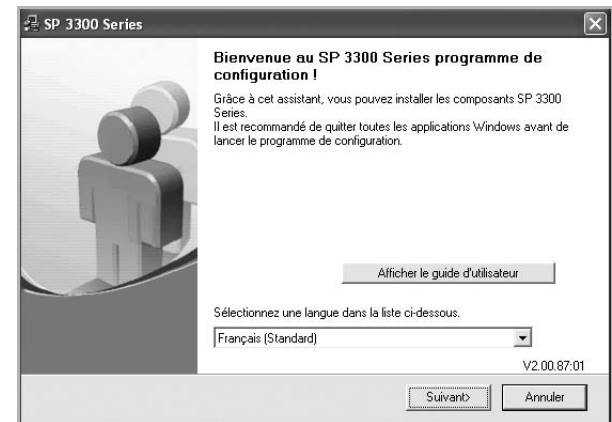 SP 3300 Series
Bienvenue au SP 3300 Series programme de
configuration !
Grâce à cet assistant, vous pouvez installer les composants SP 3300
Series.
Il est recommandé de quitter toutes les applications Windows avant de
lancer le programme de configuration.
Afficher le guide d'utilisateur
Sélectionnez une langue dans la liste ci-dessous.
Français (Standard)
V2.00.87:01
Suivant>
Annuler